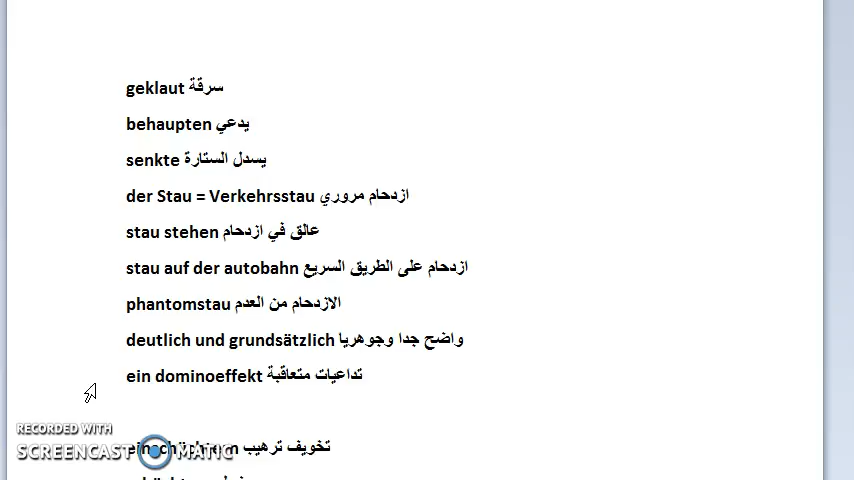 geklaut سرقة
behaupten يدعي
senkte يسدل الستارة
der Stau = Verkehrsstau ازدحام مروري
stau stehen عالق في ازدحام
stau auf der autobahn ازدحام على الطريق السريع
phantomstau الازدحام من العدم
deutlich und grundsätzlich واضح جدا وجوهريا
ein dominoeffekt تداعيات متعاقبة
RECORDED WITH
SCREENCAST MATIC
تخويف ترهيب